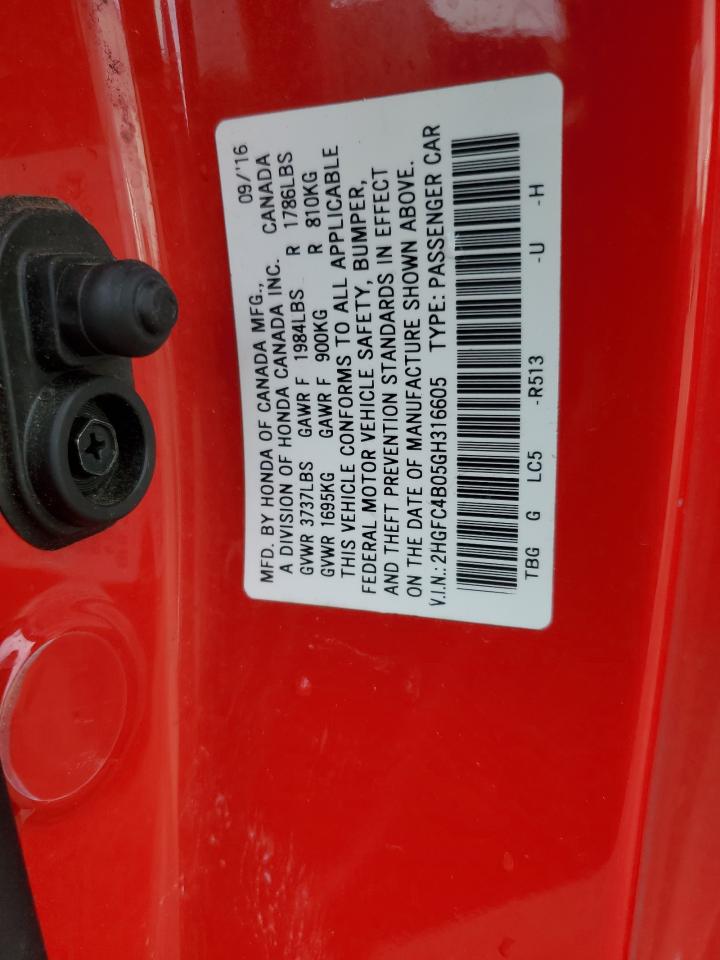 MFD. BY HONDA OF CANADA MFG., 09/'16
A DIVISION OF HONDA CANADA INC. CANADA
GVWR 3737LBS GAWR F 1984LBS R 1786LBS
GVWR 1695KG GAWR F 900KG R 810KG
THIS VEHICLE CONFORMS TO ALL APPLICABLE
FEDERAL MOTOR VEHICLE SAFETY, BUMPER,
AND THEFT PREVENTION STANDARDS IN EFFECT
ON THE DATE OF MANUFACTURE SHOWN ABOVE.
V.I.N.: 2HGFC4B05GH316605 TYPE: PASSENGER CAR
TBG G LC5 -R513 -U -H